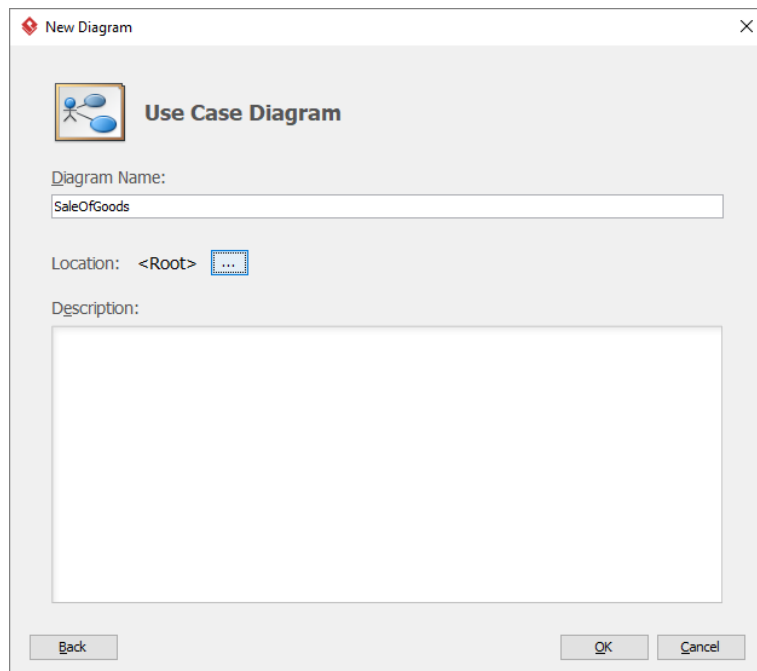 New Diagram
Use Case Diagram
Diagram Name:
SaleOfGoods
Location: <Root> ...
Description:
Back OK Cancel